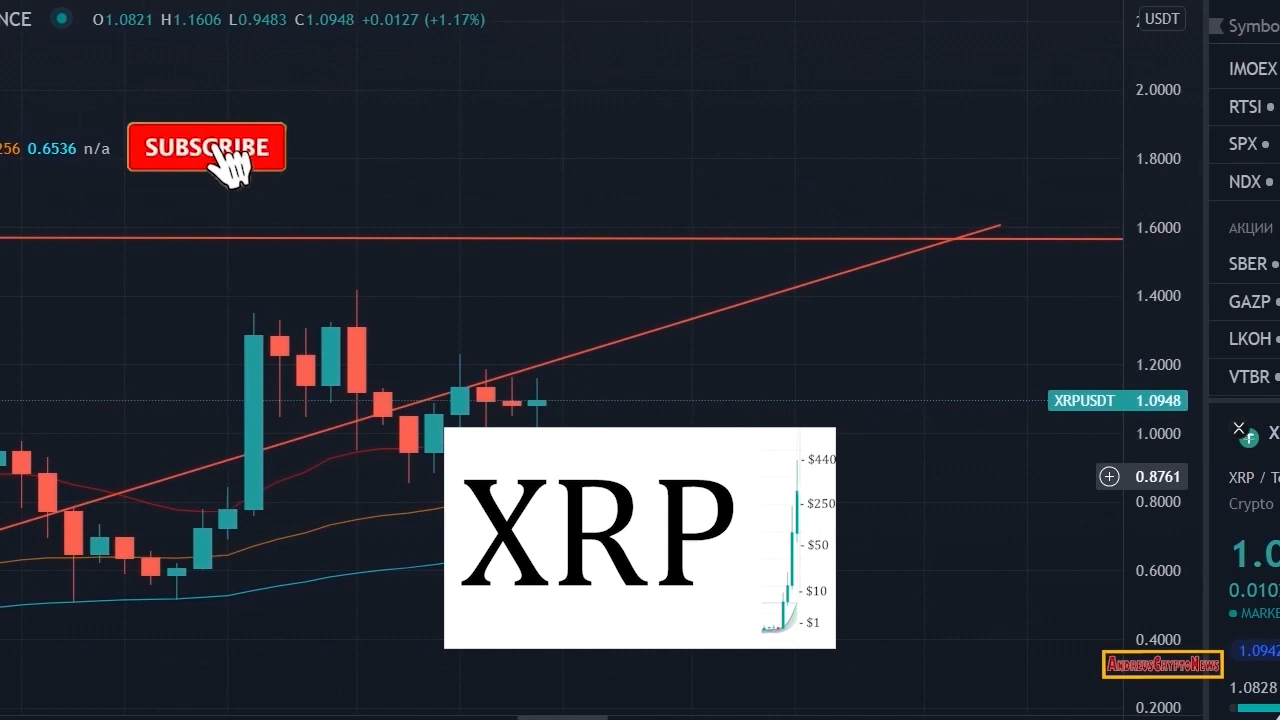 NCE O1.0821 H1.1606 L0.9483 C1.0948 +0.0127 (+1.17%)
USDT
Symbo
2.0000
IMOEX
RTSI
256 0.6536 n/a
SUBSCRIBE
1.8000
SPX
NDX
1.6000
АКЦИИ
SBER
1.4000
GAZP
LKOH
1.2000
VTBR
XRPUSDT 1.0948
1.0000
X
0.8761
XRP / Te
0.8000
Crypto
XRP
- $440
- $250
- $50
- $10
- $1
1.0
0.6000
0.010
MARKE
0.4000
1.0942
ANDREVSCRYPTONEWS
1.0828
0.2000